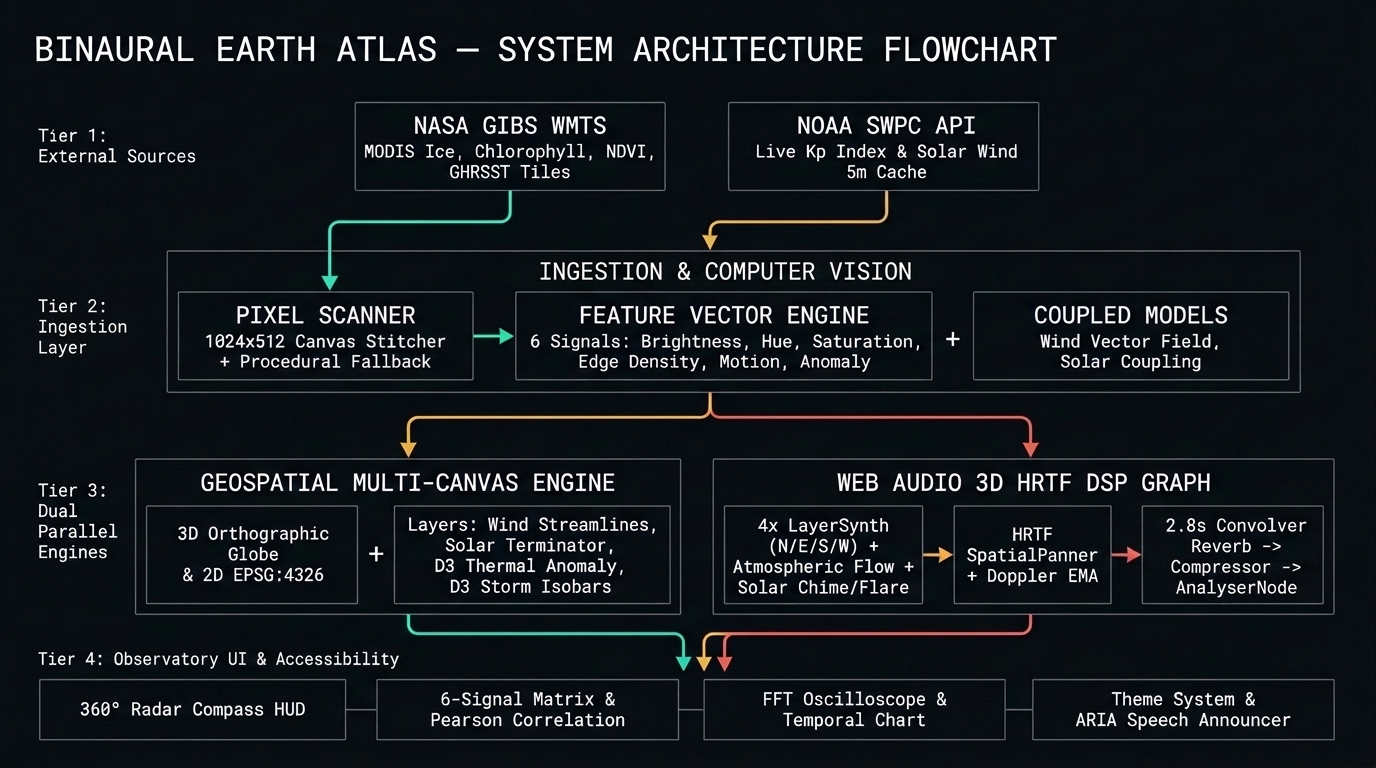 BINAURAL EARTH ATLAS — SYSTEM ARCHITECTURE FLOWCHART
Tier 1:
External Sources
NASA GIBS WMTS
MODIS Ice, Chlorophyll, NDVI,
GHRSST Tiles
NOAA SWPC API
Live Kp Index & Solar Wind
5m Cache
Tier 2:
Ingestion
Layer
INGESTION & COMPUTER VISION
PIXEL SCANNER
1024x512 Canvas Stitcher
+ Procedural Fallback
FEATURE VECTOR ENGINE
6 Signals: Brightness, Hue, Saturation,
Edge Density, Motion, Anomaly
+
COUPLED MODELS
Wind Vector Field,
Solar Coupling
Tier 3:
Dual
Parallel
Engines
GEOSPATIAL MULTI-CANVAS ENGINE
3D Orthographic
Globe
& 2D EPSG:4326
+
Layers: Wind Streamlines,
Solar Terminator,
D3 Thermal Anomaly,
D3 Storm Isobars
WEB AUDIO 3D HRTF DSP GRAPH
4x LayerSynth
(N/E/S/W) +
Atmospheric Flow +
Solar Chime/Flare
HRTF
SpatialPanner
+ Doppler EMA
2.8s Convolver
Reverb ->
Compressor ->
AnalyserNode
Tier 4: Observatory UI & Accessibility
360° Radar Compass HUD
6-Signal Matrix &
Pearson Correlation
FFT Oscilloscope &
Temporal Chart
Theme System &
ARIA Speech Announcer